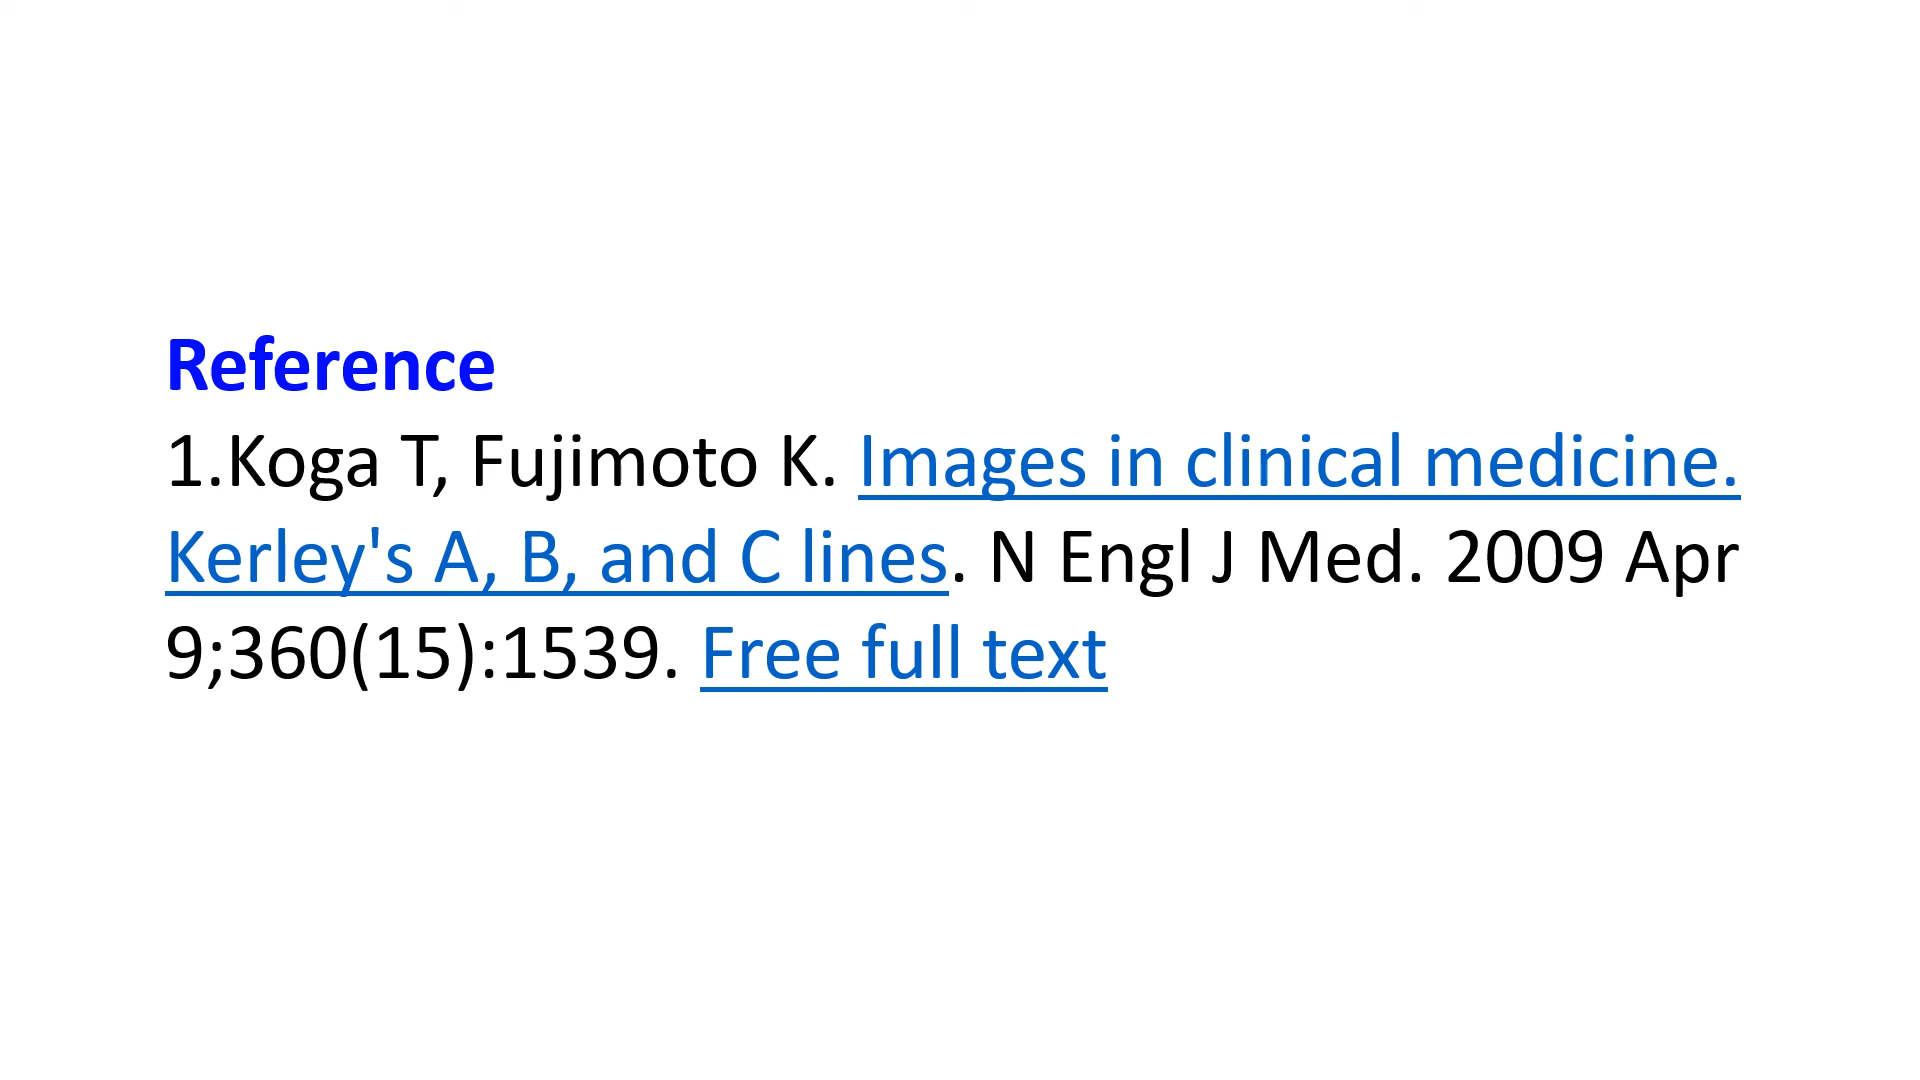 Reference
1.Koga T, Fujimoto K. Images in clinical medicine.
Kerley's A, B, and C lines. N Engl J Med. 2009 Apr
9;360(15):1539. Free full text